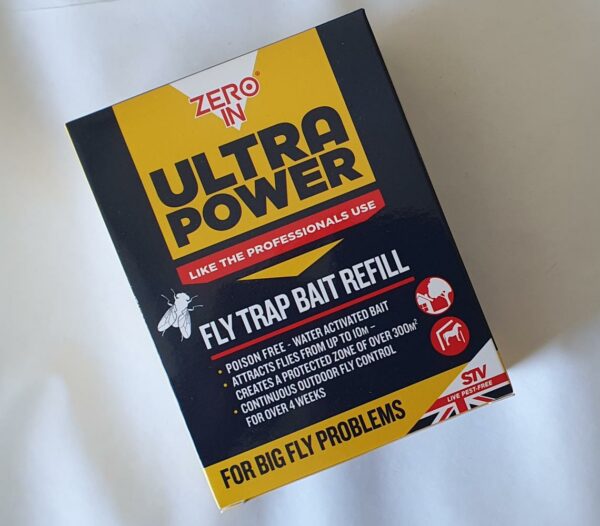 ZERO
IN®
ULTRA
POWER
LIKE THE PROFESSIONALS USE
FLY TRAP BAIT REFILL
• POISON FREE - WATER ACTIVATED BAIT
• ATTRACTS FLIES FROM UP TO 10M –
CREATES A PROTECTED ZONE OF OVER 300M²
• CONTINUOUS OUTDOOR FLY CONTROL
FOR OVER 4 WEEKS
STV
LIVE PEST-FREE
FOR BIG FLY PROBLEMS